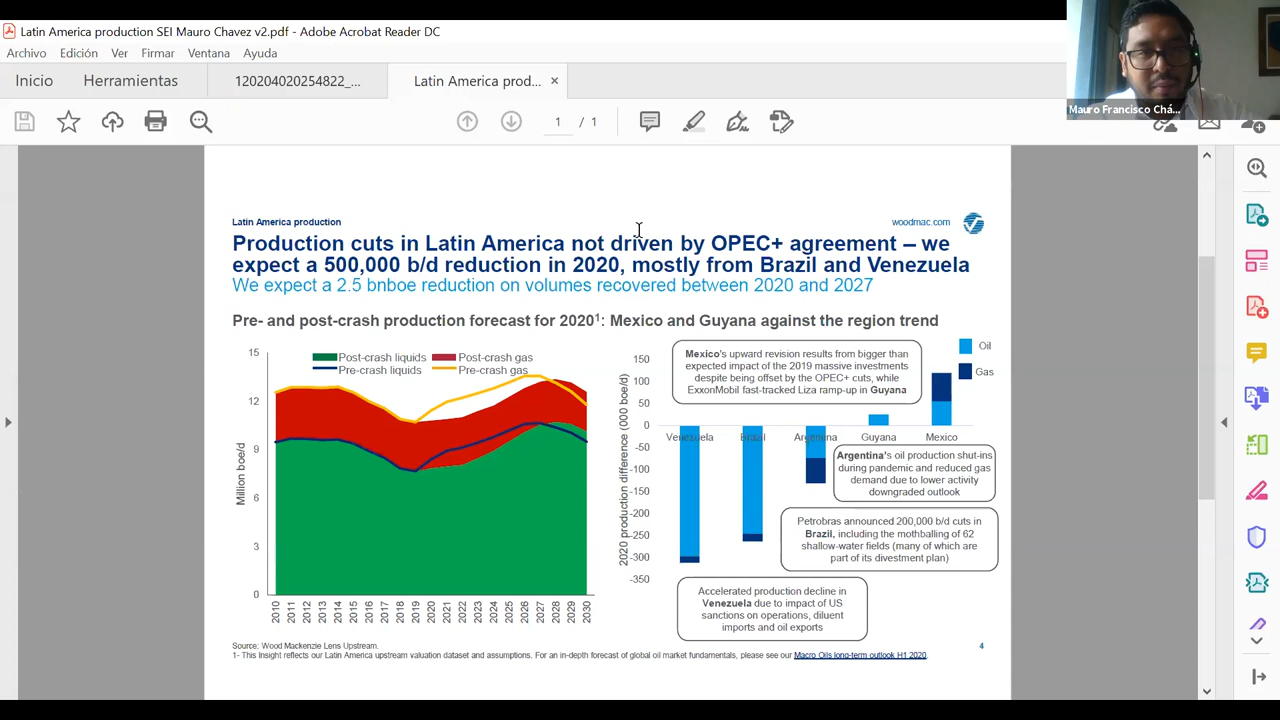 Latin America production SEI Mauro Chavez v2.pdf - Adobe Acrobat Reader DC
Archivo Edición Ver Firmar Ventana Ayuda
Inicio Herramientas 120204020254822_... Latin America prod... ×
Mauro Francisco Chá...
1 / 1
Latin America production
woodmac.com
Production cuts in Latin America not driven by OPEC+ agreement – we
expect a 500,000 b/d reduction in 2020, mostly from Brazil and Venezuela
We expect a 2.5 bnboe reduction on volumes recovered between 2020 and 2027
Pre- and post-crash production forecast for 2020¹: Mexico and Guyana against the region trend
Post-crash liquids Post-crash gas
Pre-crash liquids Pre-crash gas
Million boe/d
15
12
9
6
3
0
2010 2011 2012 2013 2014 2015 2016 2017 2018 2019 2020 2021 2022 2023 2024 2025 2026 2027 2028 2029 2030
2020 production difference (000 boe/d)
150
100
50
0
-50
-100
-150
-200
-250
-300
-350
Oil
Gas
Mexico's upward revision results from bigger than
expected impact of the 2019 massive investments
despite being offset by the OPEC+ cuts, while
ExxonMobil fast-tracked Liza ramp-up in Guyana
Venezuela Brazil Argentina Guyana Mexico
Argentina's oil production shut-ins
during pandemic and reduced gas
demand due to lower activity
downgraded outlook
Petrobras announced 200,000 b/d cuts in
Brazil, including the mothballing of 62
shallow-water fields (many of which are
part of its divestment plan)
Accelerated production decline in
Venezuela due to impact of US
sanctions on operations, diluent
imports and oil exports
Source: Wood Mackenzie Lens Upstream.
1- This Insight reflects our Latin America upstream valuation dataset and assumptions. For an in-depth forecast of global oil market fundamentals, please see our Macro Oils long-term outlook H1 2020.
4